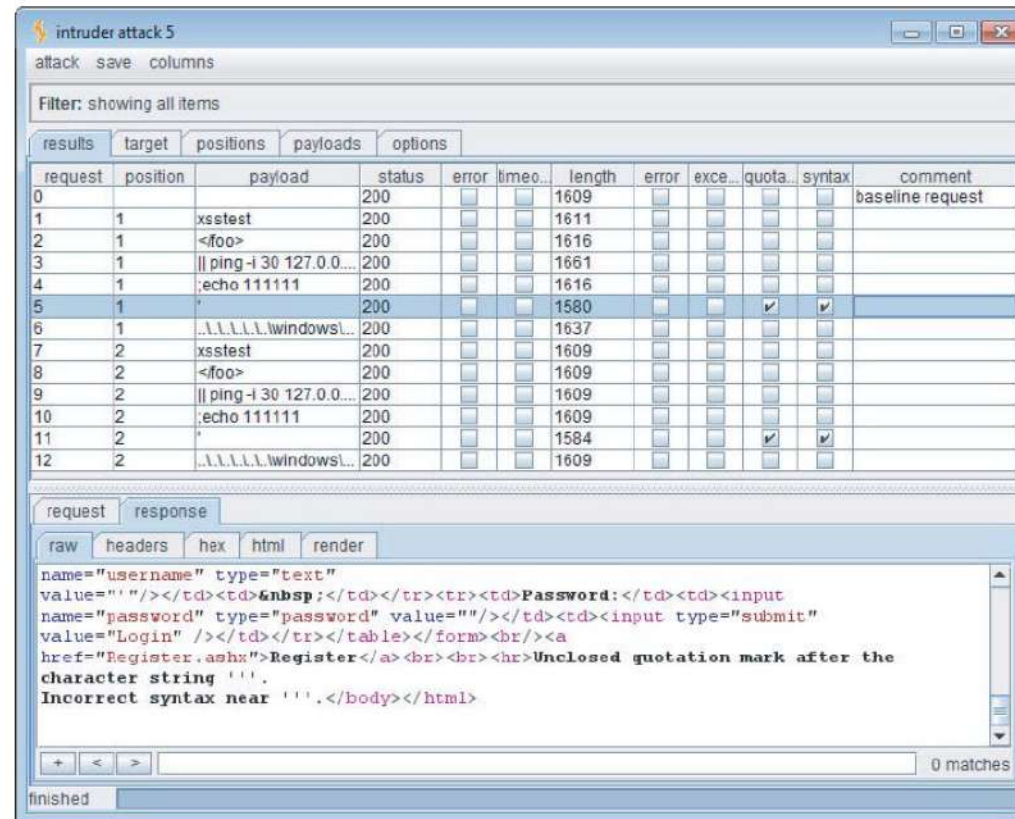 intruder attack 5
attack save columns
Filter: showing all items
results target positions payloads options
request position payload status error timeo... length error exce... quota... syntax comment
0 200 1609 baseline request
1 1 xsstest 200 1611
2 1 </foo> 200 1616
3 1 || ping -i 30 127.0.0.... 200 1661
4 1 ;echo 111111 200 1616
5 1 ' 200 1580
6 1 ..\..\..\..\..\..\windows\... 200 1637
7 2 xsstest 200 1609
8 2 </foo> 200 1609
9 2 || ping -i 30 127.0.0.... 200 1609
10 2 ;echo 111111 200 1609
11 2 ' 200 1584
12 2 ..\..\..\..\..\..\windows\... 200 1609
request response
raw headers hex html render
name="username" type="text"
value="'"/></td><td>&nbsp;</td></tr><tr><td>Password:</td><td><input
name="password" type="password" value=""/></td><td><input type="submit"
value="Login" /></td></tr></table></form><br/><a
href="Register.ashx">Register</a><br><br><hr>Unclosed quotation mark after the
character string '''.
Incorrect syntax near '''.</body></html>
+ < > 0 matches
finished